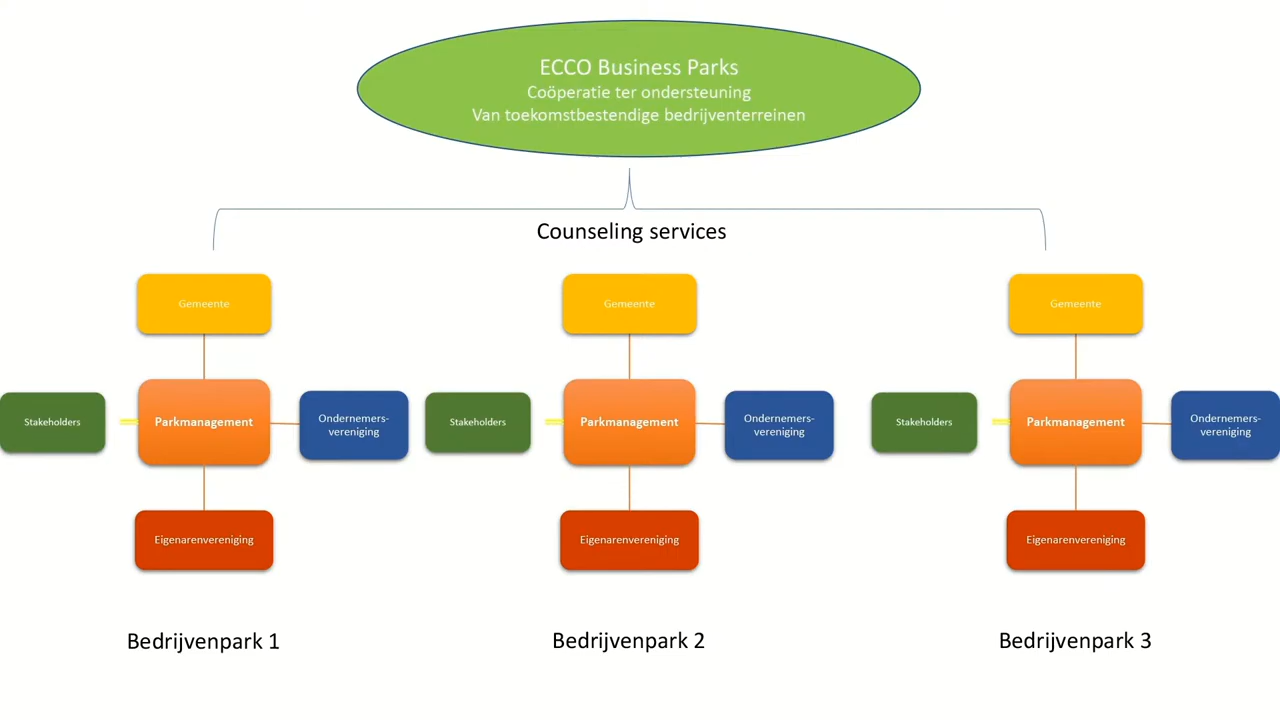 ECCO Business Parks
Coöperatie ter ondersteuning
Van toekomstbestendige bedrijventerreinen
Counseling services
Gemeente
Stakeholders
Parkmanagement
Ondernemers-
vereniging
Eigenarenvereniging
Bedrijvenpark 1
Gemeente
Stakeholders
Parkmanagement
Ondernemers-
vereniging
Eigenarenvereniging
Bedrijvenpark 2
Gemeente
Stakeholders
Parkmanagement
Ondernemers-
vereniging
Eigenarenvereniging
Bedrijvenpark 3